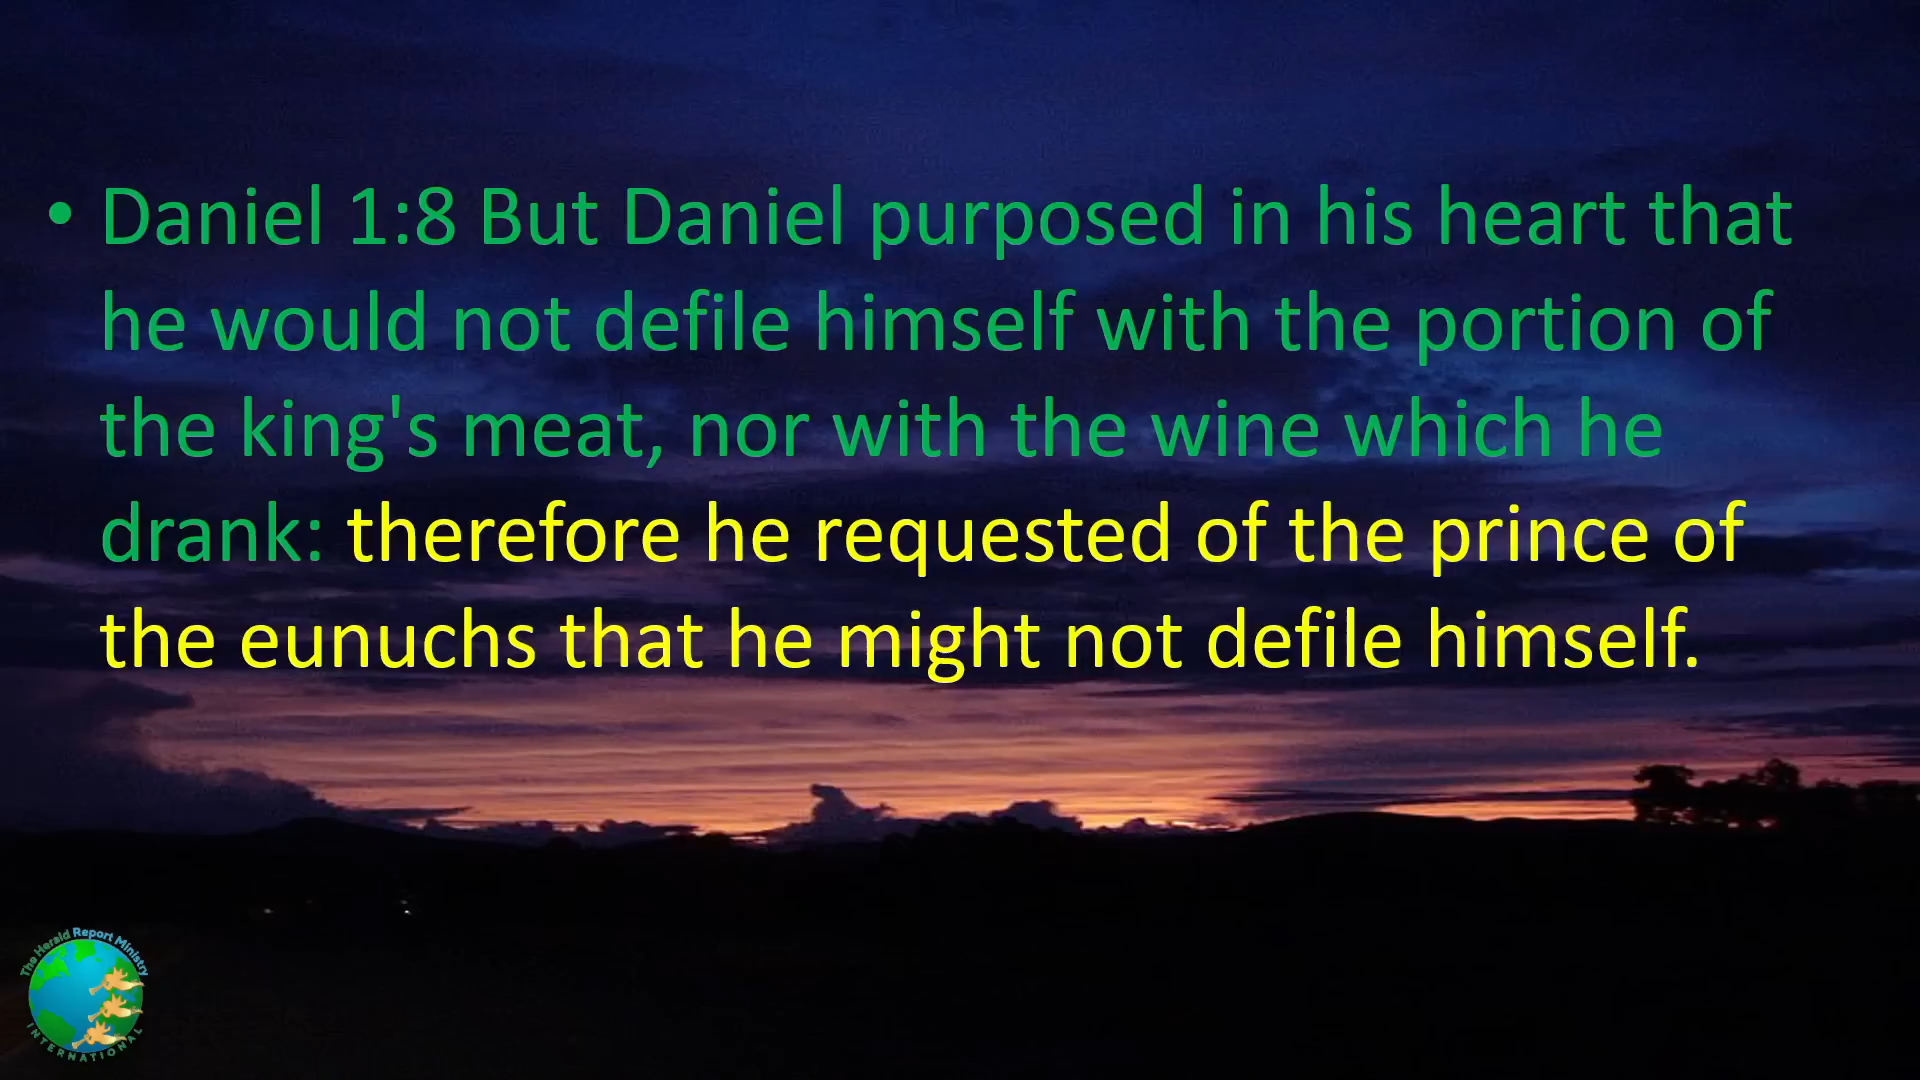 • Daniel 1:8 But Daniel purposed in his heart that
he would not defile himself with the portion of
the king's meat, nor with the wine which he
drank: therefore he requested of the prince of
the eunuchs that he might not defile himself.
The Herald Report Ministry
INTERNATIONAL